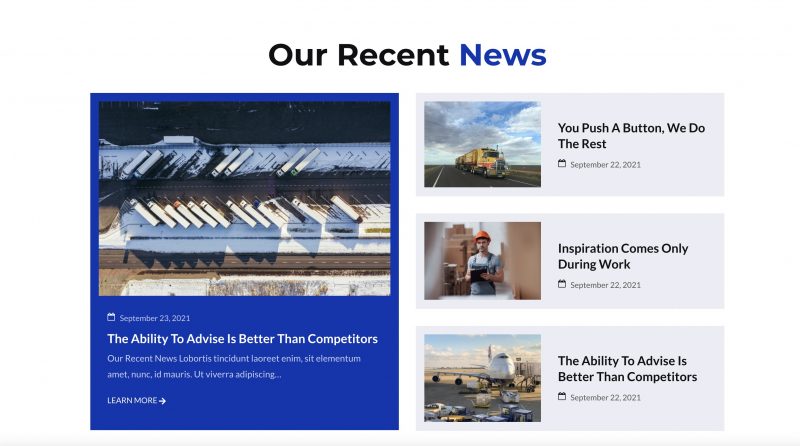 Our Recent News
September 23, 2021
The Ability To Advise Is Better Than Competitors
Our Recent News Lobortis tincidunt laoreet enim, sit elementum
amet, nunc, id mauris. Ut viverra adipiscing...
LEARN MORE
You Push A Button, We Do
The Rest
September 22, 2021
Inspiration Comes Only
During Work
September 22, 2021
The Ability To Advise Is
Better Than Competitors
September 22, 2021